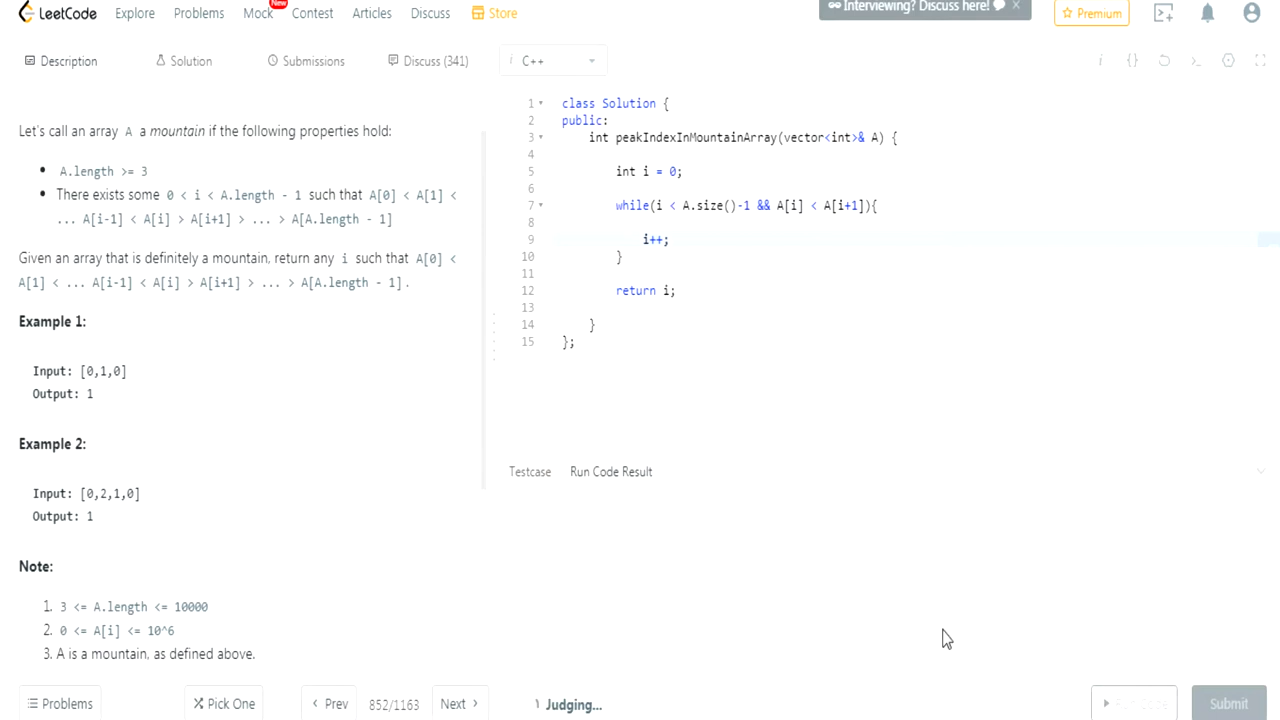 LeetCode Explore Problems Mock New Contest Articles Discuss Store Interviewing? Discuss here! x Premium
Description Solution Submissions Discuss (341) i C++
Let's call an array A a mountain if the following properties hold:
• A.length >= 3
• There exists some 0 < i < A.length - 1 such that A[0] < A[1] <
... A[i-1] < A[i] > A[i+1] > ... > A[A.length - 1]
Given an array that is definitely a mountain, return any i such that A[0] <
A[1] < ... A[i-1] < A[i] > A[i+1] > ... > A[A.length - 1].
Example 1:
Input: [0,1,0]
Output: 1
Example 2:
Input: [0,2,1,0]
Output: 1
Note:
1. 3 <= A.length <= 10000
2. 0 <= A[i] <= 10^6
3. A is a mountain, as defined above.
1 class Solution {
2 public:
3 int peakIndexInMountainArray(vector<int>& A) {
4
5 int i = 0;
6
7 while(i < A.size()-1 && A[i] < A[i+1]){
8
9 i++;
10 }
11
12 return i;
13
14 }
15 };
Testcase Run Code Result
Problems Pick One Prev 852/1163 Next Judging... Run Code Submit